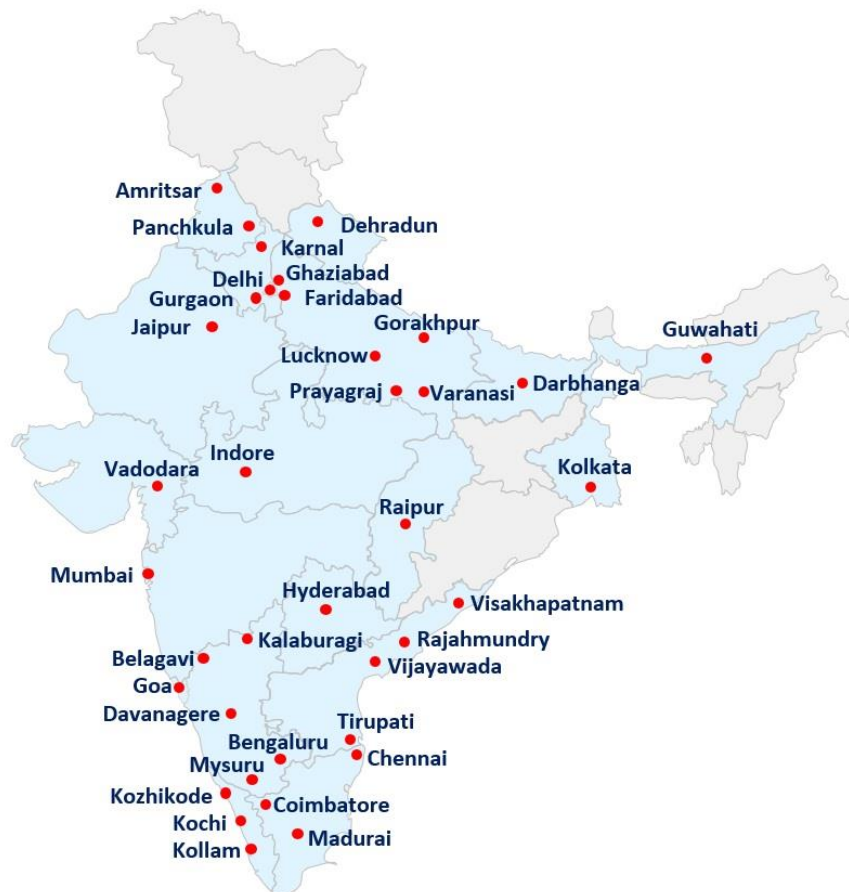 Amritsar
Panchkula
Dehradun
Karnal
Ghaziabad
Delhi
Gurgaon
Faridabad
Jaipur
Gorakhpur
Guwahati
Lucknow
Prayagraj
Varanasi
Darbhanga
Indore
Vadodara
Kolkata
Raipur
Mumbai
Hyderabad
Visakhapatnam
Kalaburagi
Rajahmundry
Belagavi
Vijayawada
Goa
Davanagere
Tirupati
Bengaluru
Chennai
Mysuru
Kozhikode
Coimbatore
Kochi
Madurai
Kollam